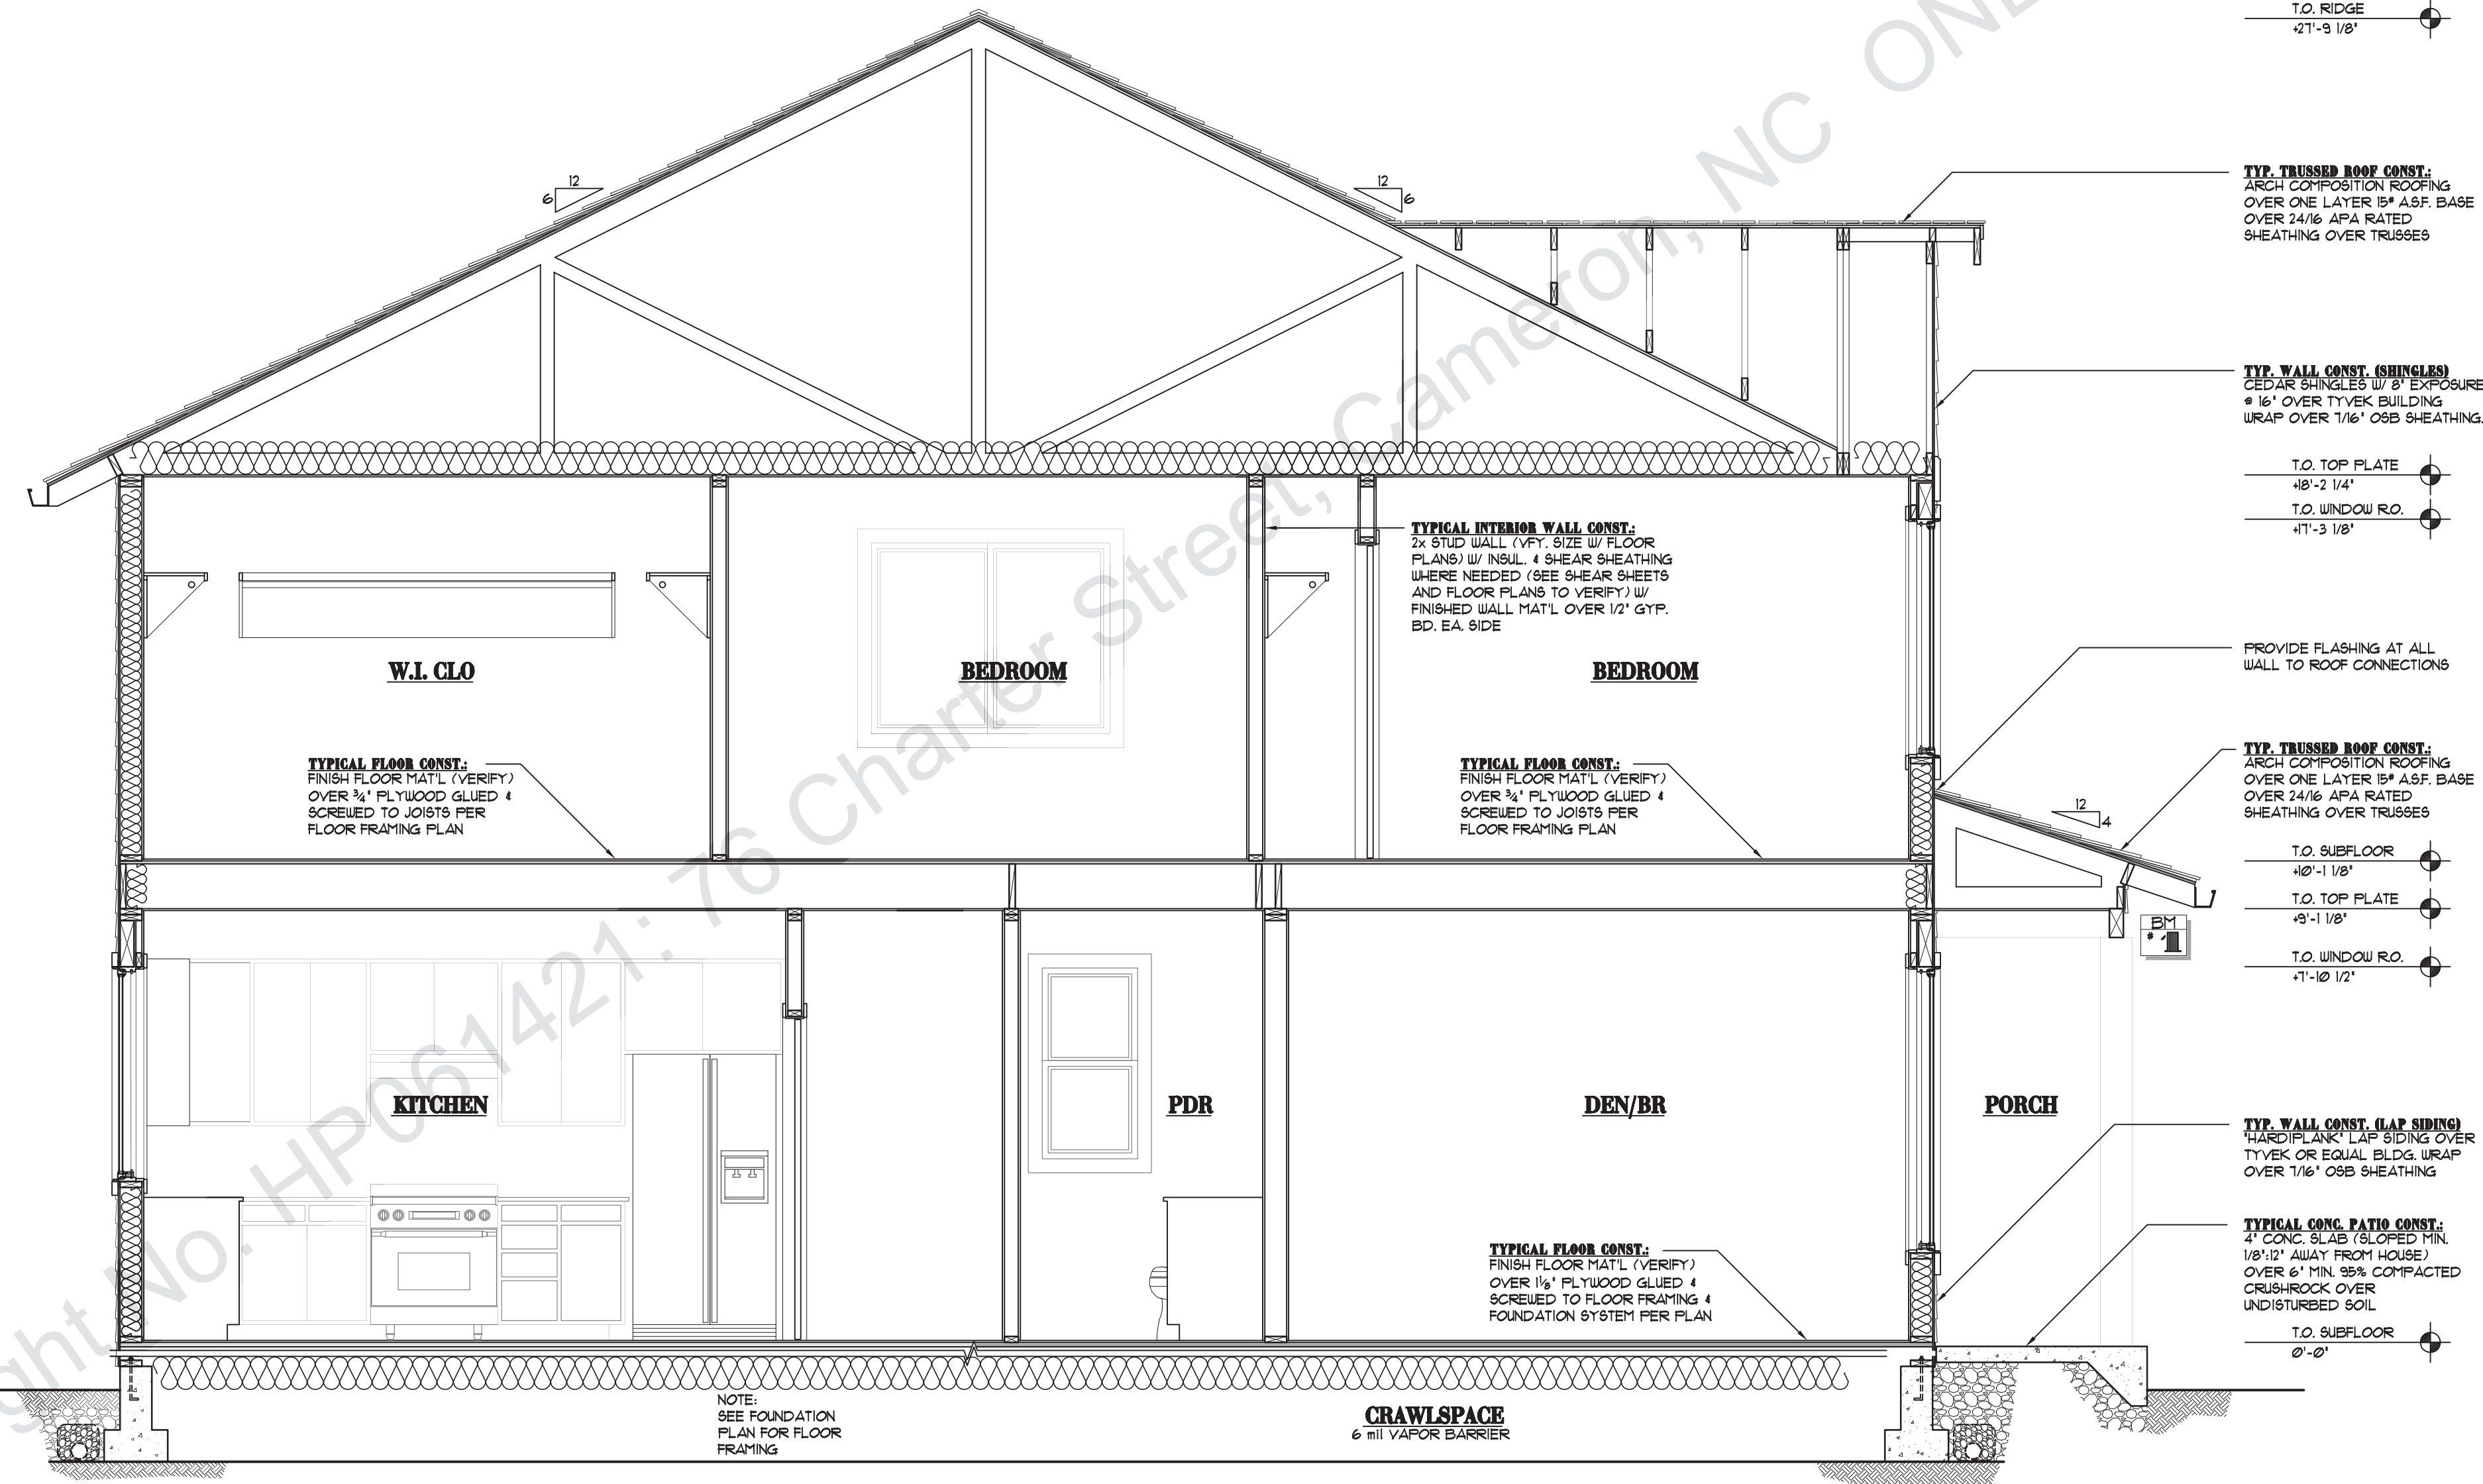 T.O. RIDGE
+27'-9 1/8"
12
6
12
6
TYP. TRUSSED ROOF CONST.:
ARCH COMPOSITION ROOFING
OVER ONE LAYER 15# A.S.F. BASE
OVER 24/16 APA RATED
SHEATHING OVER TRUSSES
TYP. WALL CONST. (SHINGLES)
CEDAR SHINGLES W/ 8" EXPOSURE
@ 16" OVER TYVEK BUILDING
WRAP OVER 7/16" OSB SHEATHING.
T.O. TOP PLATE
+18'-2 1/4"
T.O. WINDOW R.O.
+17'-3 1/8"
TYPICAL INTERIOR WALL CONST.:
2x STUD WALL (VFY. SIZE W/ FLOOR
PLANS) W/ INSUL. & SHEAR SHEATHING
WHERE NEEDED (SEE SHEAR SHEETS
AND FLOOR PLANS TO VERIFY) W/
FINISHED WALL MAT'L OVER 1/2" GYP.
BD. EA. SIDE
W.I. CLO
BEDROOM
BEDROOM
PROVIDE FLASHING AT ALL
WALL TO ROOF CONNECTIONS
TYPICAL FLOOR CONST.:
FINISH FLOOR MAT'L (VERIFY)
OVER ¾" PLYWOOD GLUED &
SCREWED TO JOISTS PER
FLOOR FRAMING PLAN
TYPICAL FLOOR CONST.:
FINISH FLOOR MAT'L (VERIFY)
OVER ¾" PLYWOOD GLUED &
SCREWED TO JOISTS PER
FLOOR FRAMING PLAN
TYP. TRUSSED ROOF CONST.:
ARCH COMPOSITION ROOFING
OVER ONE LAYER 15# A.S.F. BASE
OVER 24/16 APA RATED
SHEATHING OVER TRUSSES
12
4
T.O. SUBFLOOR
+10'-1 1/8"
T.O. TOP PLATE
+9'-1 1/8"
BM
# 1
T.O. WINDOW R.O.
+7'-10 1/2"
KITCHEN
PDR
DEN/BR
PORCH
TYP. WALL CONST. (LAP SIDING)
"HARDIPLANK" LAP SIDING OVER
TYVEK OR EQUAL BLDG. WRAP
OVER 7/16" OSB SHEATHING
TYPICAL CONC. PATIO CONST.:
4" CONC. SLAB (SLOPED MIN.
1/8":12" AWAY FROM HOUSE)
OVER 6" MIN. 95% COMPACTED
CRUSHROCK OVER
UNDISTURBED SOIL
TYPICAL FLOOR CONST.:
FINISH FLOOR MAT'L (VERIFY)
OVER 1⅛" PLYWOOD GLUED &
SCREWED TO FLOOR FRAMING &
FOUNDATION SYSTEM PER PLAN
T.O. SUBFLOOR
0'-0"
NOTE:
SEE FOUNDATION
PLAN FOR FLOOR
FRAMING
CRAWLSPACE
6 mil VAPOR BARRIER
ght No. HP061421: 76 Charter Street, Cameron, NC